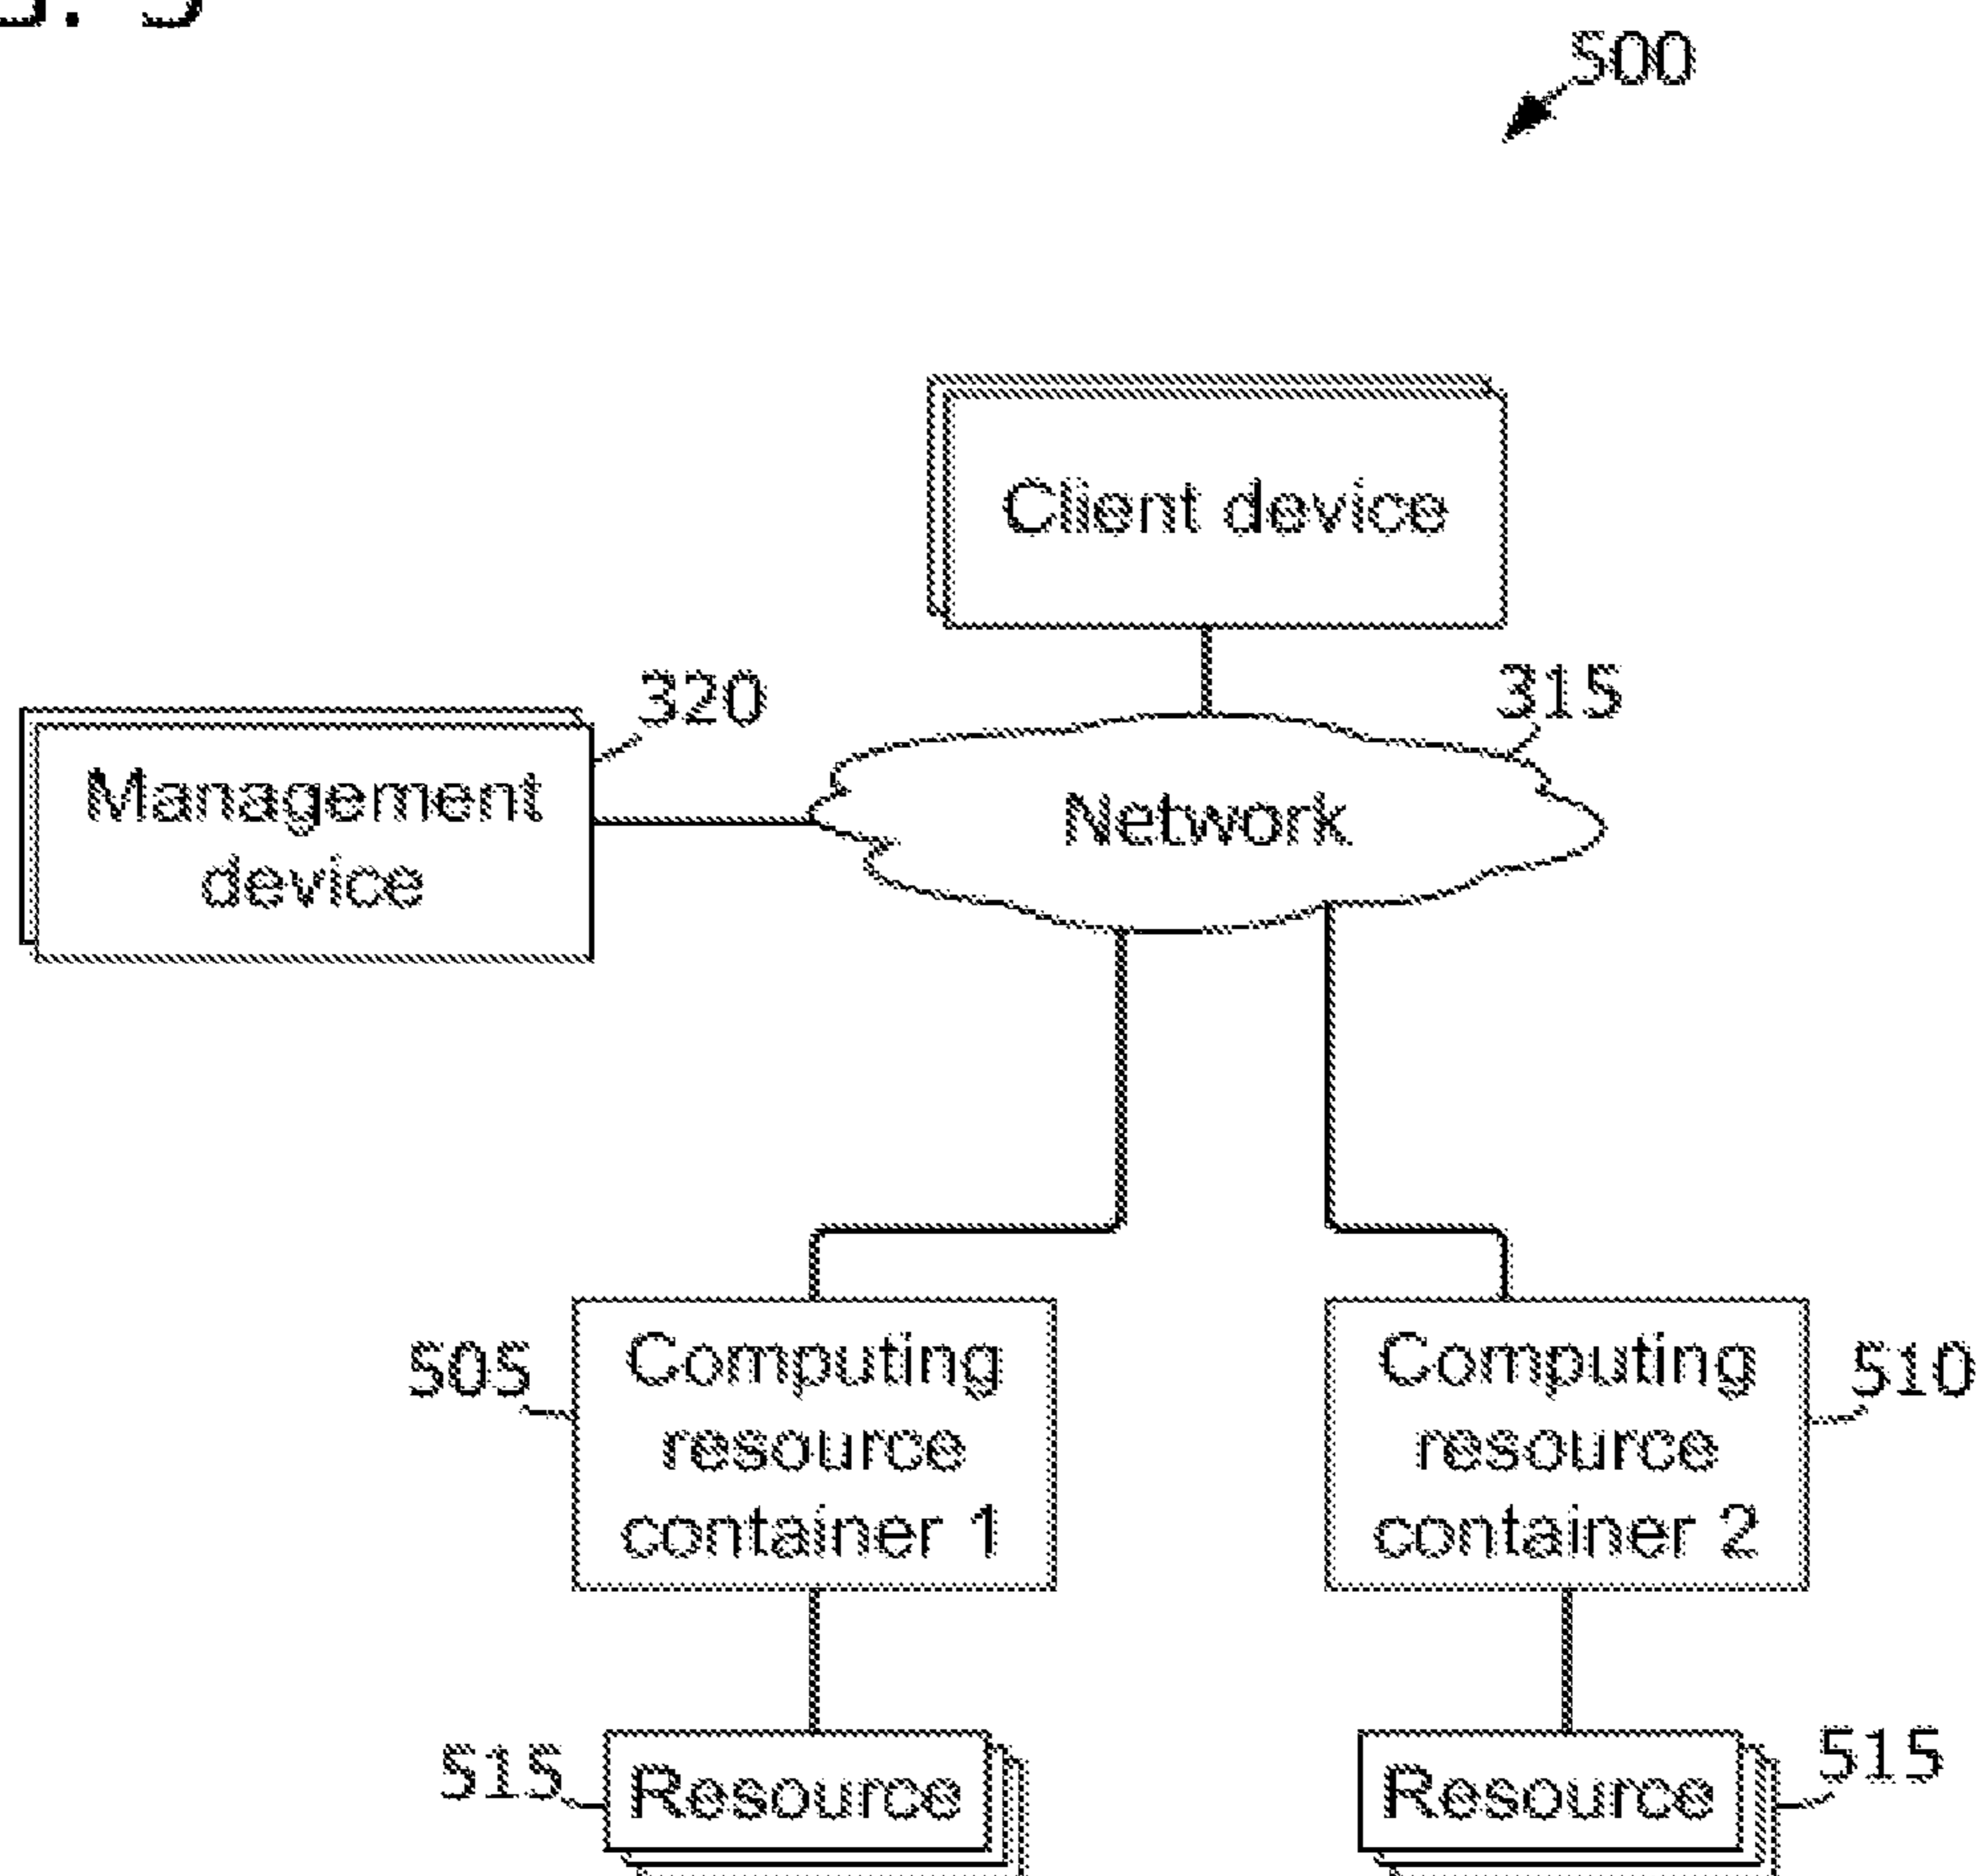 500
Client device
320
315
Management
device
Network
505
Computing
resource
container 1
Computing
resource
container 2
510
515
Resource
Resource
515